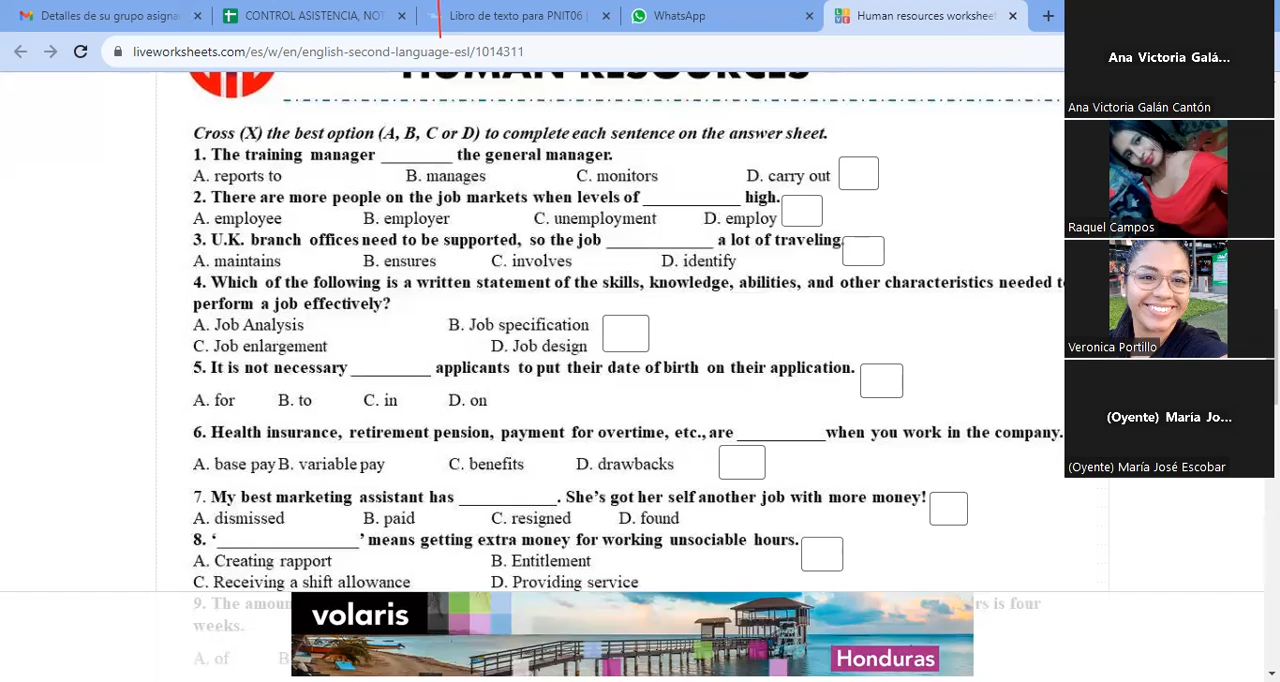 Detalles de su grupo asigna
CONTROL ASISTENCIA, NOT
Libro de texto para PNIT06 |
WhatsApp
Human resources worksheet
liveworksheets.com/es/w/en/english-second-language-esl/1014311
HUMAN RESOURCES
Cross (X) the best option (A, B, C or D) to complete each sentence on the answer sheet.
1. The training manager ________ the general manager.
A. reports to B. manages C. monitors D. carry out
2. There are more people on the job markets when levels of ___________ high.
A. employee B. employer C. unemployment D. employ
3. U.K. branch offices need to be supported, so the job ____________ a lot of traveling.
A. maintains B. ensures C. involves D. identify
4. Which of the following is a written statement of the skills, knowledge, abilities, and other characteristics needed to
perform a job effectively?
A. Job Analysis B. Job specification
C. Job enlargement D. Job design
5. It is not necessary _________ applicants to put their date of birth on their application.
A. for B. to C. in D. on
6. Health insurance, retirement pension, payment for overtime, etc., are __________when you work in the company.
A. base pay B. variable pay C. benefits D. drawbacks
7. My best marketing assistant has ___________. She’s got her self another job with more money!
A. dismissed B. paid C. resigned D. found
8. ‘________________’ means getting extra money for working unsociable hours.
A. Creating rapport B. Entitlement
C. Receiving a shift allowance D. Providing service
9. The amoun rs is four
weeks.
A. of B
volaris
Honduras
Ana Victoria Galá...
Ana Victoria Galán Cantón
Raquel Campos
Veronica Portillo
(Oyente) María Jo...
(Oyente) María José Escobar